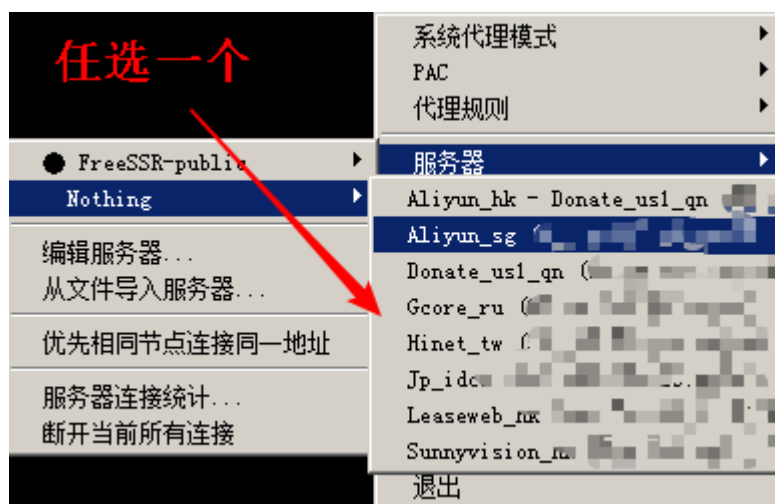 任选一个
系统代理模式
PAC
代理规则
服务器
FreeSSR-public
Nothing
编辑服务器...
从文件导入服务器...
优先相同节点连接同一地址
服务器连接统计...
断开当前所有连接
Aliyun_hk - Donate_us1_qn
Aliyun_sg (
Donate_us1_qn (
Gcore_ru (
Hinet_tw (
Jp_idc
Leaseweb_hk
Sunnyvision_
退出